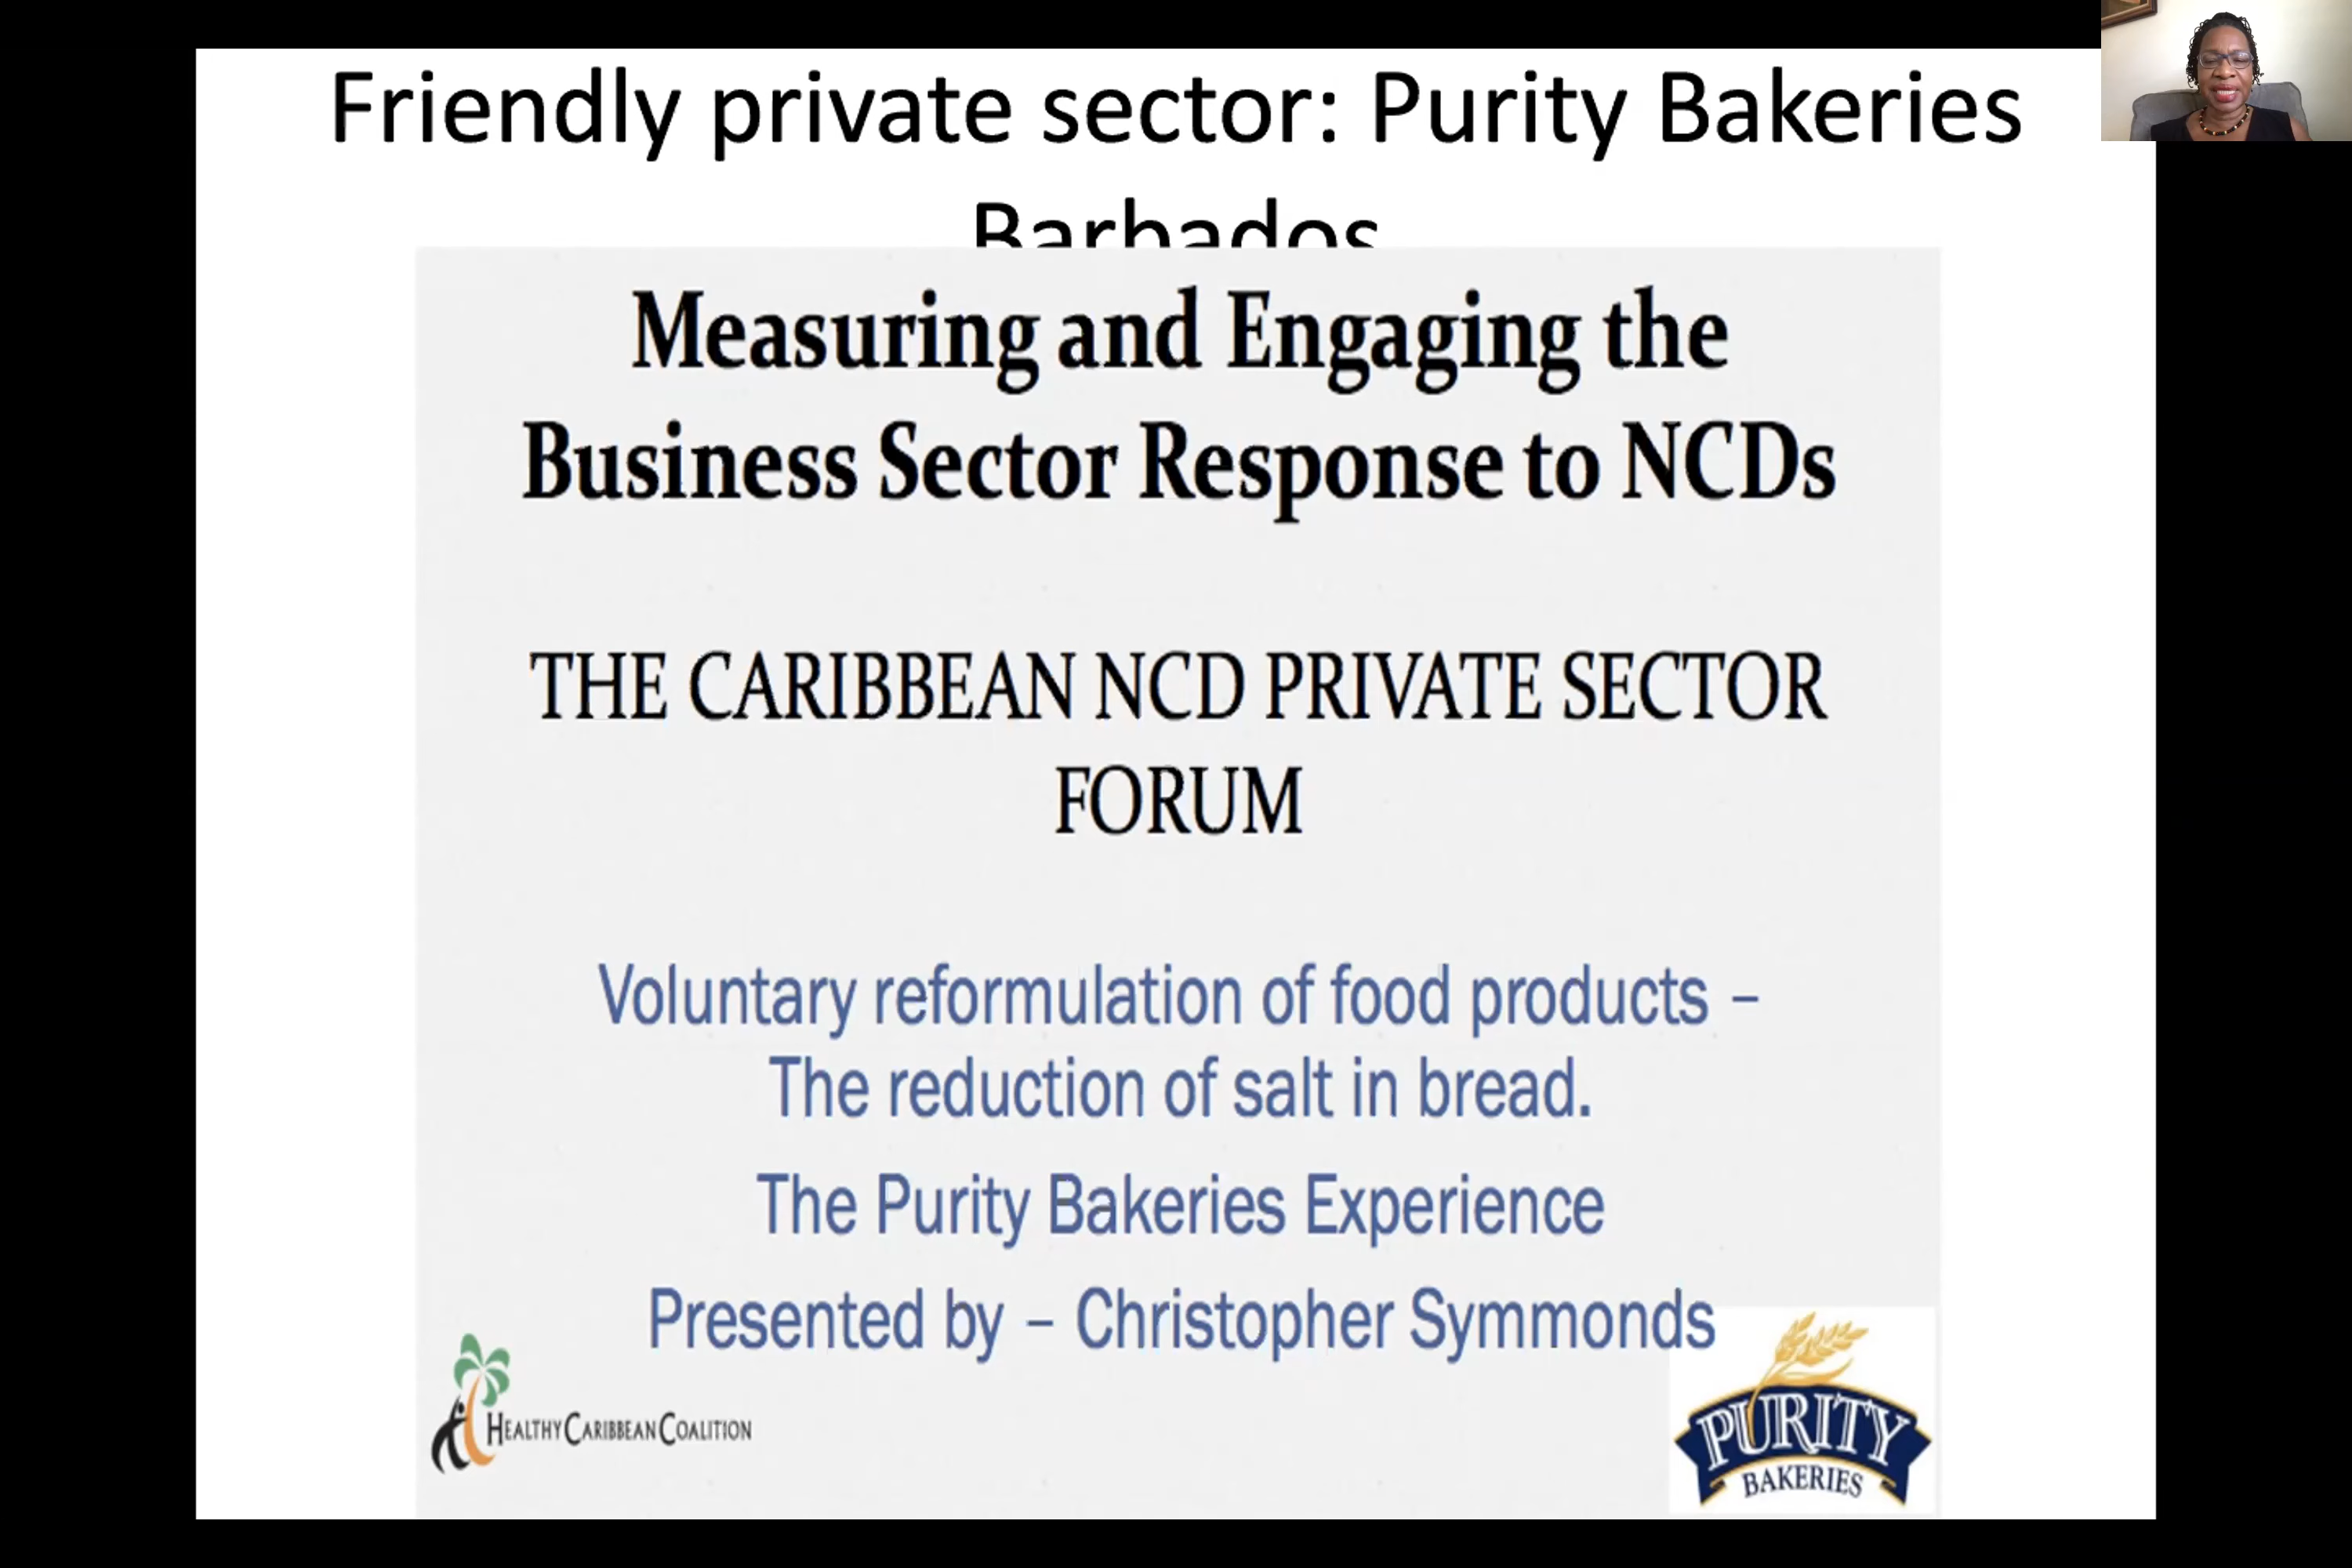 Friendly private sector: Purity Bakeries
Barbados
Measuring and Engaging the
Business Sector Response to NCDs
THE CARIBBEAN NCD PRIVATE SECTOR
FORUM
Voluntary reformulation of food products –
The reduction of salt in bread.
The Purity Bakeries Experience
Presented by – Christopher Symmonds
HEALTHY CARIBBEAN COALITION
PURITY
BAKERIES